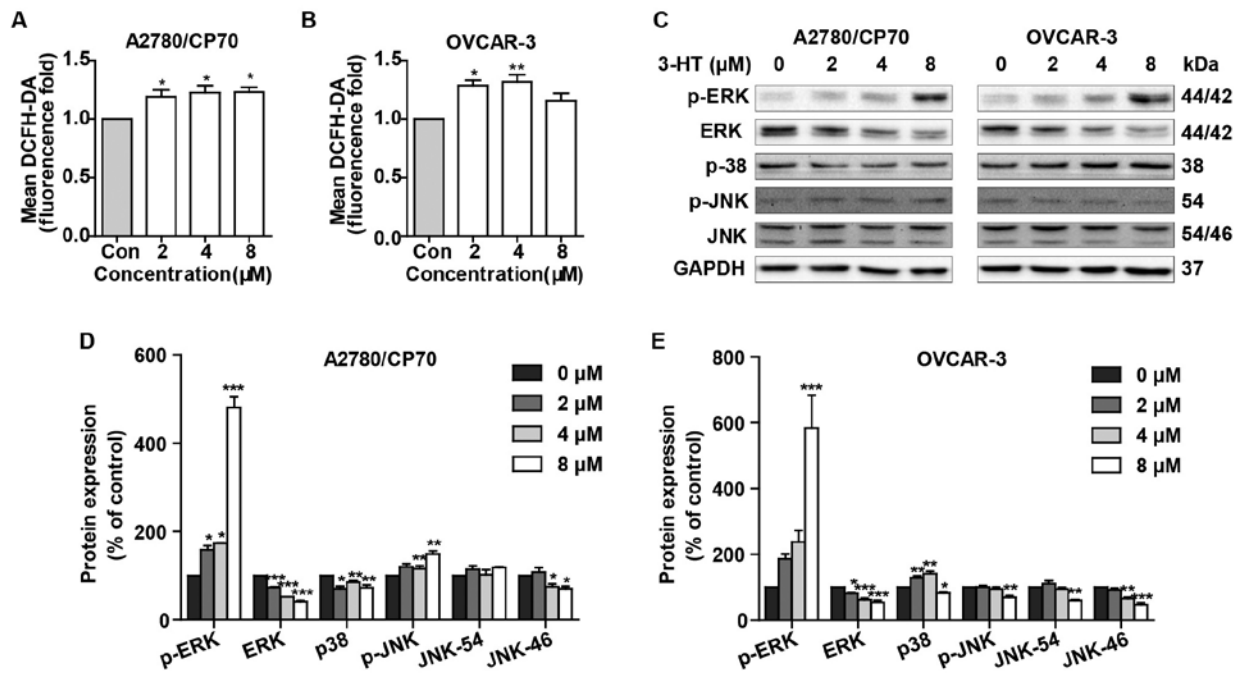 A
A2780/CP70
Mean DCFH-DA
(fluorescence fold)
1.5
1.0
0.5
0.0
* * *
Con 2 4 8
Concentration(µM)
B
OVCAR-3
Mean DCFH-DA
(fluorescence fold)
1.5
1.0
0.5
0.0
* **
Con 2 4 8
Concentration(µM)
C
A2780/CP70 OVCAR-3
3-HT (µM) 0 2 4 8 0 2 4 8 kDa
p-ERK 44/42
ERK 44/42
p-38 38
p-JNK 54
JNK 54/46
GAPDH 37
D
A2780/CP70
Protein expression
(% of control)
600
400
200
0
* * ***
*** *** ***
* ** **
** **
* *
0 µM
2 µM
4 µM
8 µM
p-ERK ERK p38 p-JNK JNK-54 JNK-46
E
OVCAR-3
Protein expression
(% of control)
800
600
400
200
0
***
* *** ***
** ** *
**
**
** ***
0 µM
2 µM
4 µM
8 µM
p-ERK ERK p38 p-JNK JNK-54 JNK-46